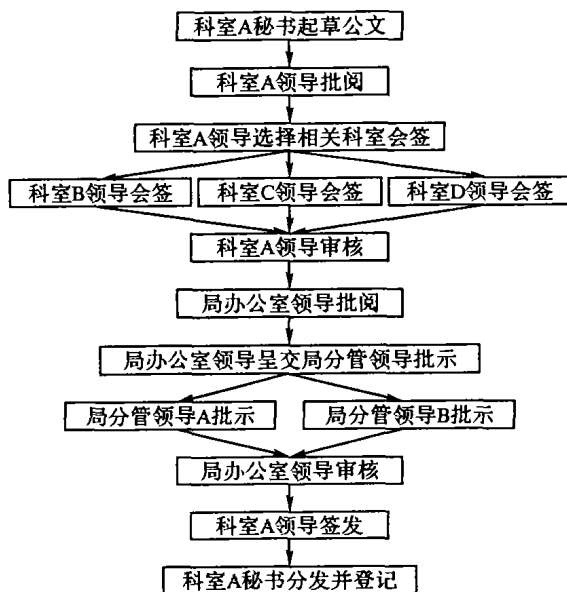 科室A秘书起草公文
科室A领导批阅
科室A领导选择相关科室会签
科室B领导会签
科室C领导会签
科室D领导会签
科室A领导审核
局办公室领导批阅
局办公室领导呈交局分管领导批示
局分管领导A批示
局分管领导B批示
局办公室领导审核
科室A领导签发
科室A秘书分发并登记